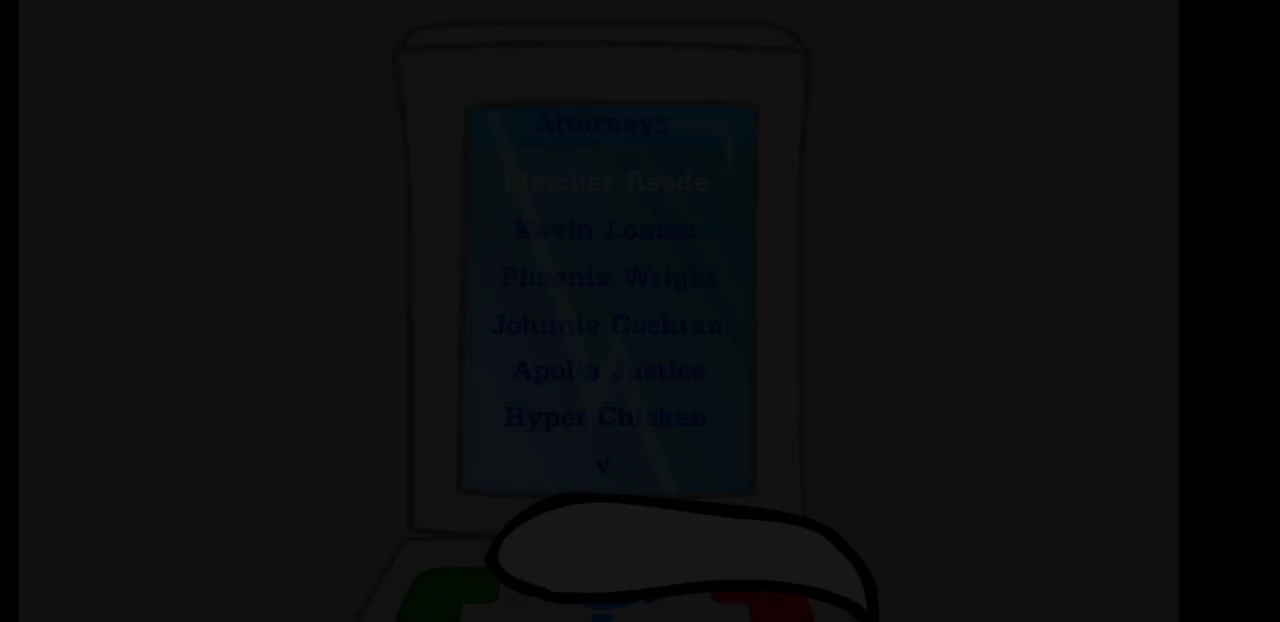 Attorneys
Fletcher Reede
Kevin Lomax
Phoenix Wright
Johnnie Cochran
Apollo Justice
Hyper Chicken
v